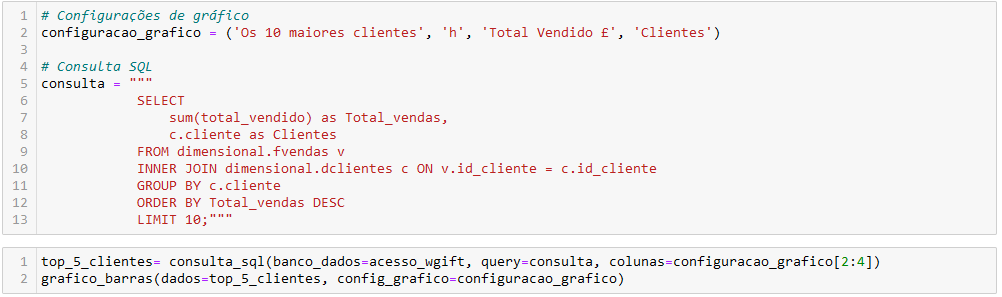 1 # Configurações de gráfico
2 configuracao_grafico = ('Os 10 maiores clientes', 'h', 'Total Vendido £', 'Clientes')
3
4 # Consulta SQL
5 consulta = """
6 SELECT
7 sum(total_vendido) as Total_vendas,
8 c.cliente as Clientes
9 FROM dimensional.fvendas v
10 INNER JOIN dimensional.dclientes c ON v.id_cliente = c.id_cliente
11 GROUP BY c.cliente
12 ORDER BY Total_vendas DESC
13 LIMIT 10;"""
1 top_5_clientes= consulta_sql(banco_dados=acesso_wgift, query=consulta, colunas=configuracao_grafico[2:4])
2 grafico_barras(dados=top_5_clientes, config_grafico=configuracao_grafico)